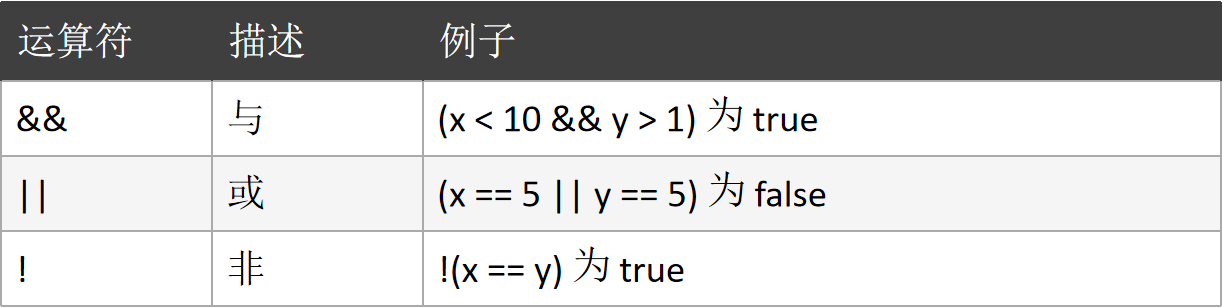 运算符 描述 例子
&& 与 (x < 10 && y > 1) 为 true
|| 或 (x == 5 || y == 5) 为 false
! 非 !(x == y) 为 true